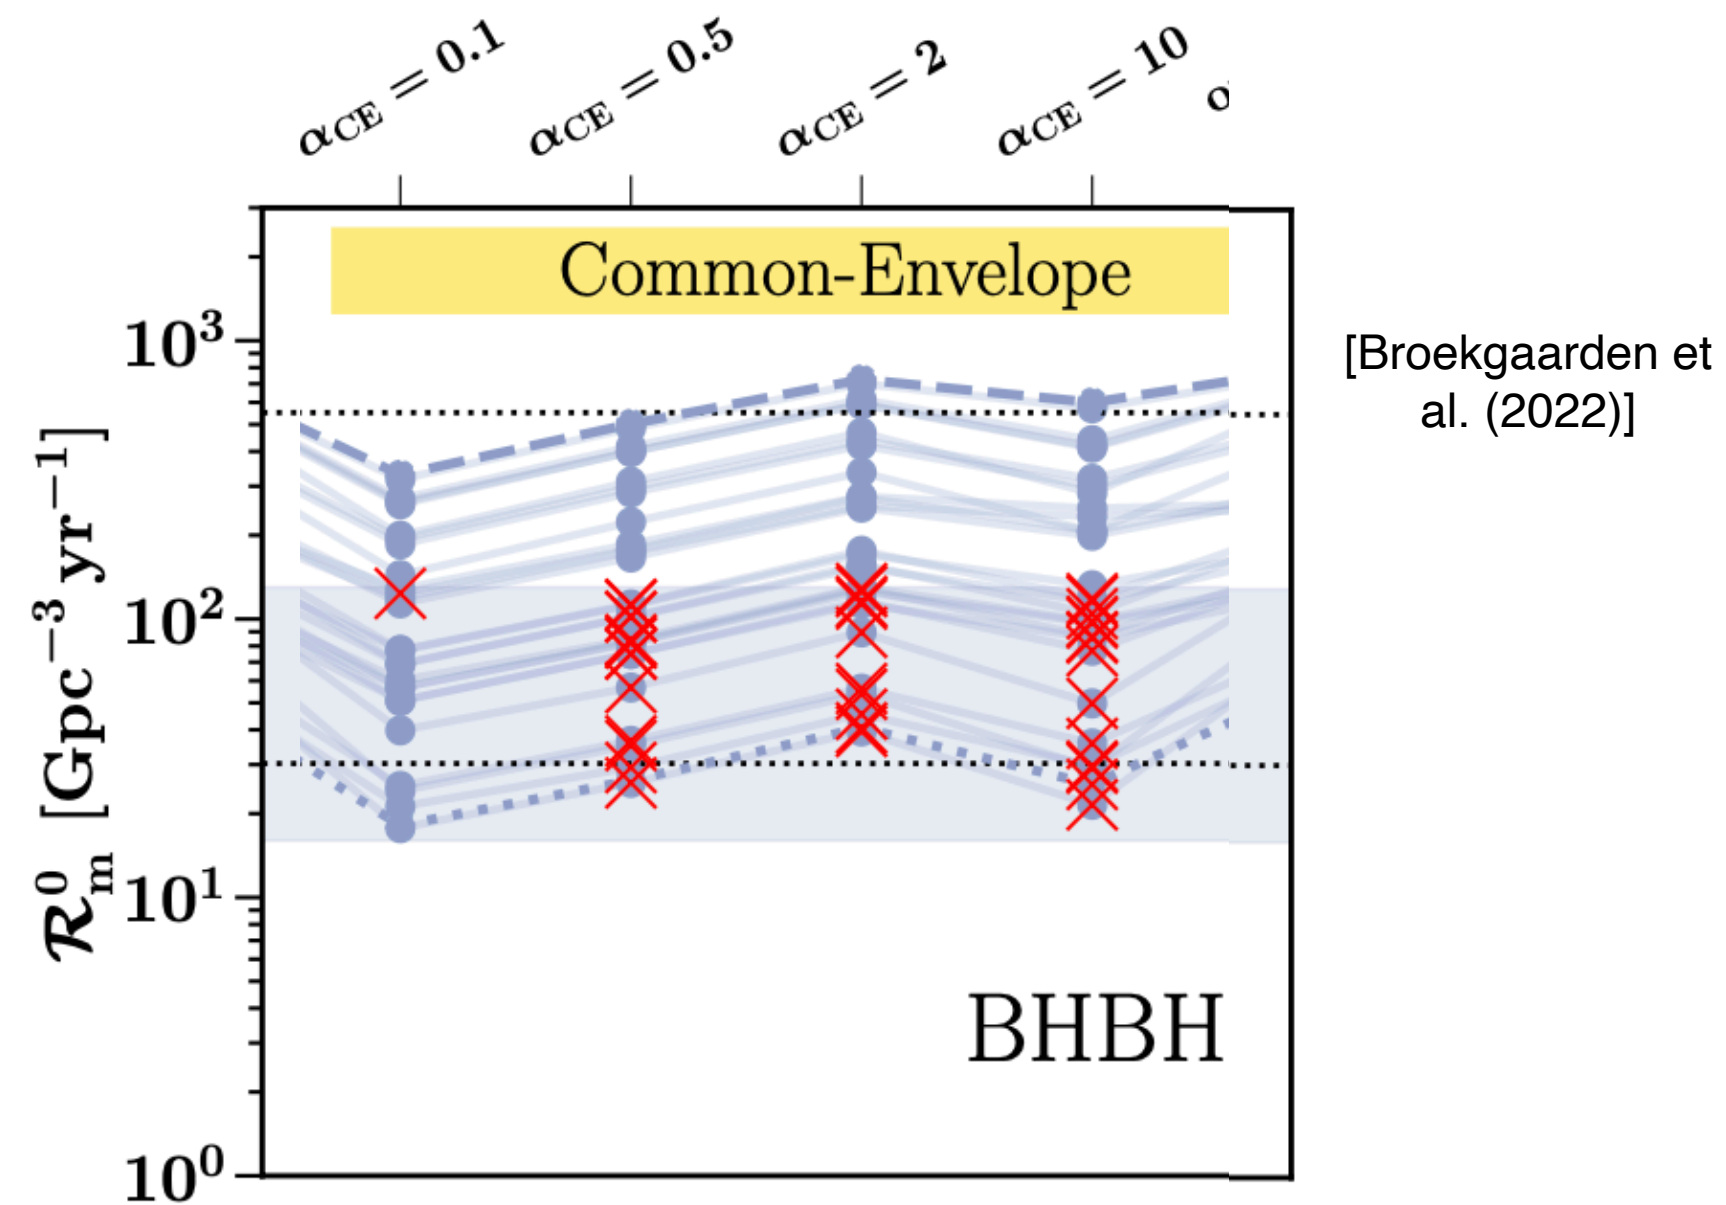 αCE = 0.1
αCE = 0.5
αCE = 2
αCE = 10
Common-Envelope
10³
10²
10¹
10⁰
ℛ⁰ₘ [Gpc⁻³ yr⁻¹]
BHBH
[Broekgaarden et
al. (2022)]